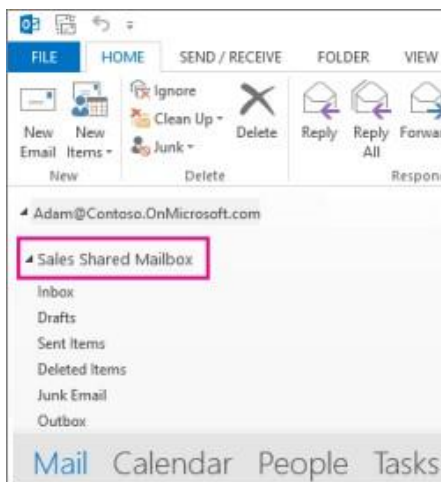 FILE HOME SEND / RECEIVE FOLDER VIEW
New Email
New Items
Ignore
Clean Up
Junk
Delete
Reply
Reply All
New
Delete
Adam@Contoso.OnMicrosoft.com
Sales Shared Mailbox
Inbox
Drafts
Sent Items
Deleted Items
Junk Email
Outbox
Mail Calendar People Tasks